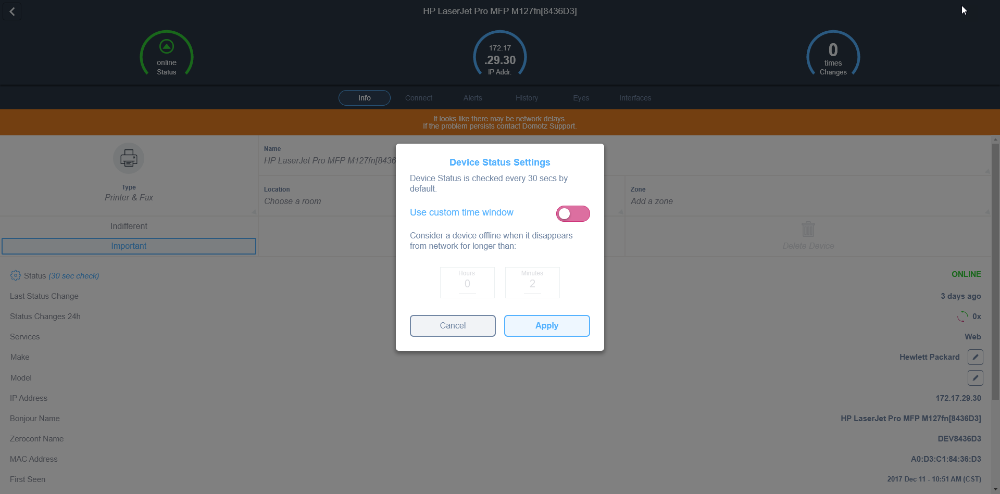 HP LaserJet Pro MFP M127fn[8436D3]
online
Status
172.17
.29.30
IP Addr.
0
times
Changes
Info
Connect
Alerts
History
Eyes
Interfaces
It looks like there may be network delays.
If the problem persists contact Domotz Support.
Type
Printer & Fax
Name
HP LaserJet Pro MFP M127fn[8436
Location
Choose a room
Zone
Add a zone
Indifferent
Important
Delete Device
Device Status Settings
Device Status is checked every 30 secs by
default.
Use custom time window
Consider a device offline when it disappears
from network for longer than:
Hours
0
Minutes
2
Cancel
Apply
Status (30 sec check)
ONLINE
Last Status Change
3 days ago
Status Changes 24h
0x
Services
Web
Make
Hewlett Packard
Model
IP Address
172.17.29.30
Bonjour Name
HP LaserJet Pro MFP M127fn[8436D3]
Zeroconf Name
DEV8436D3
MAC Address
A0:D3:C1:84:36:D3
First Seen
2017 Dec 11 - 10:51 AM (CST)